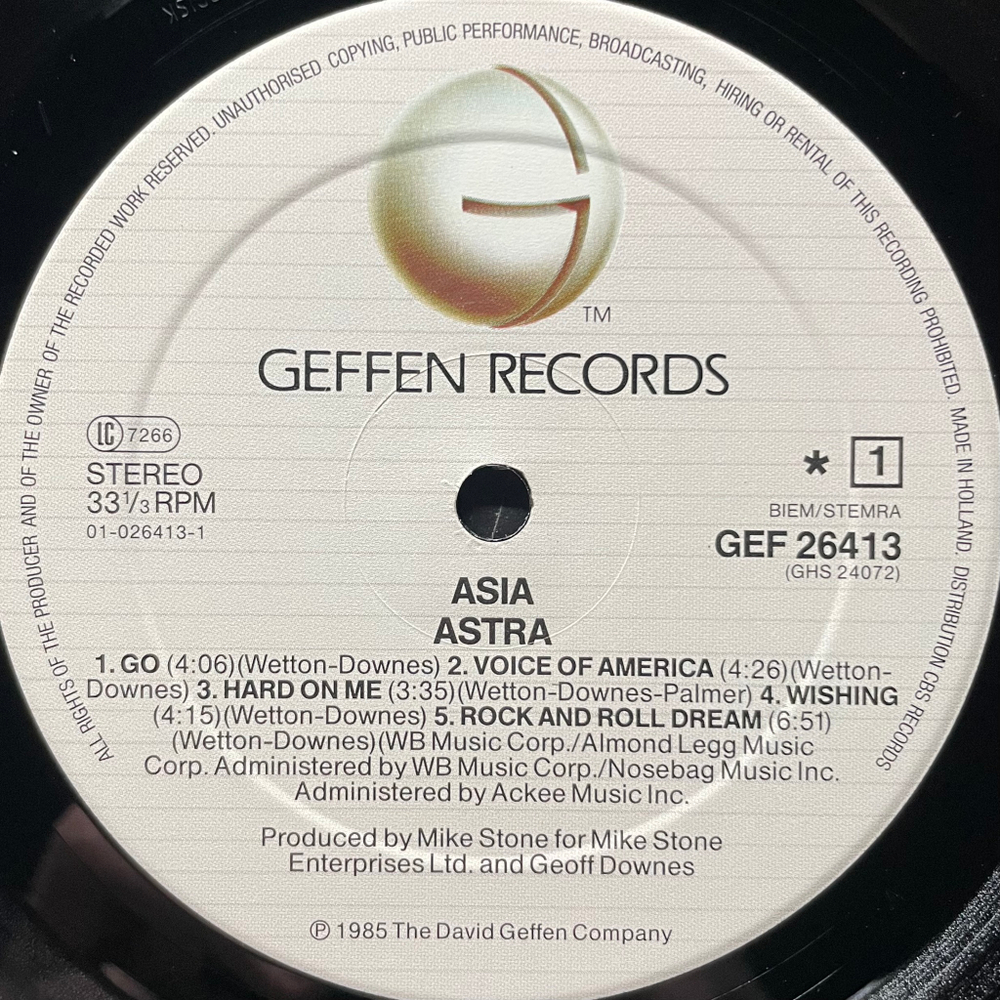 ALL RIGHTS OF THE PRODUCER AND OF THE OWNER OF THE RECORDED WORK RESERVED. UNAUTHORISED COPYING, PUBLIC PERFORMANCE, BROADCASTING, HIRING OR RENTAL OF THIS RECORDING PROHIBITED. MADE IN HOLLAND. DISTRIBUTION CBS RECORDS
TM
GEFFEN RECORDS
LC 7266
STEREO
33⅓ RPM
01-026413-1
* 1
BIEM/STEMRA
GEF 26413
(GHS 24072)
ASIA
ASTRA
1. GO (4:06)(Wetton-Downes) 2. VOICE OF AMERICA (4:26)(Wetton-
Downes) 3. HARD ON ME (3:35)(Wetton-Downes-Palmer) 4. WISHING
(4:15)(Wetton-Downes) 5. ROCK AND ROLL DREAM (6:51)
(Wetton-Downes)(WB Music Corp./Almond Legg Music
Corp. Administered by WB Music Corp./Nosebag Music Inc.
Administered by Ackee Music Inc.
Produced by Mike Stone for Mike Stone
Enterprises Ltd. and Geoff Downes
℗ 1985 The David Geffen Company